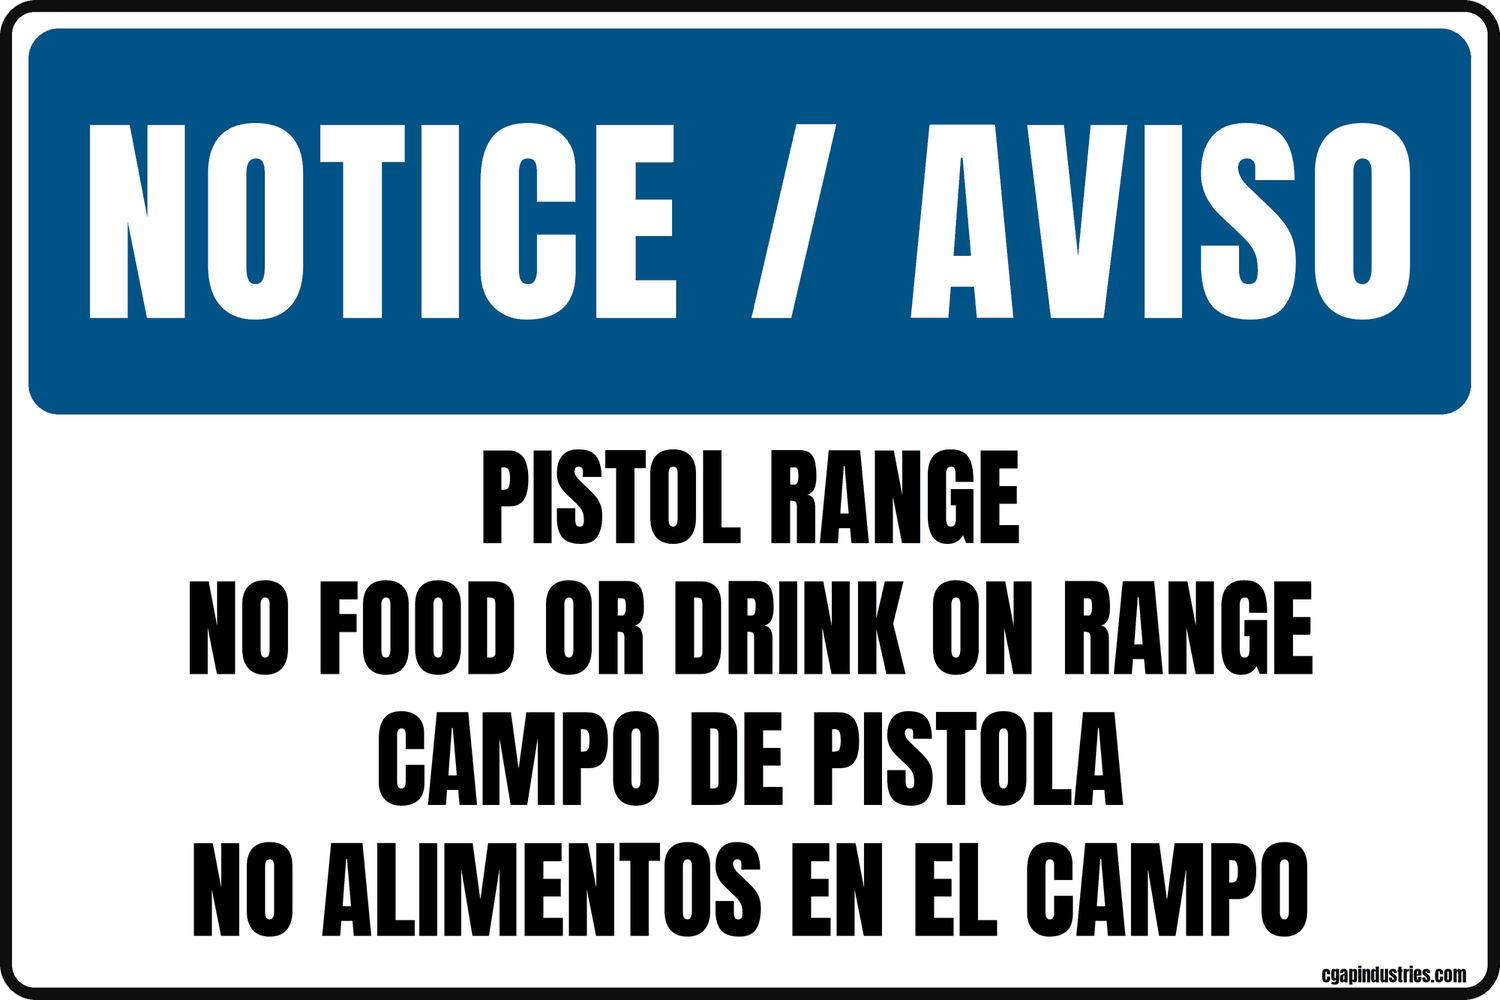 NOTICE / AVISO
PISTOL RANGE
NO FOOD OR DRINK ON RANGE
CAMPO DE PISTOLA
NO ALIMENTOS EN EL CAMPO
cgapindustries.com